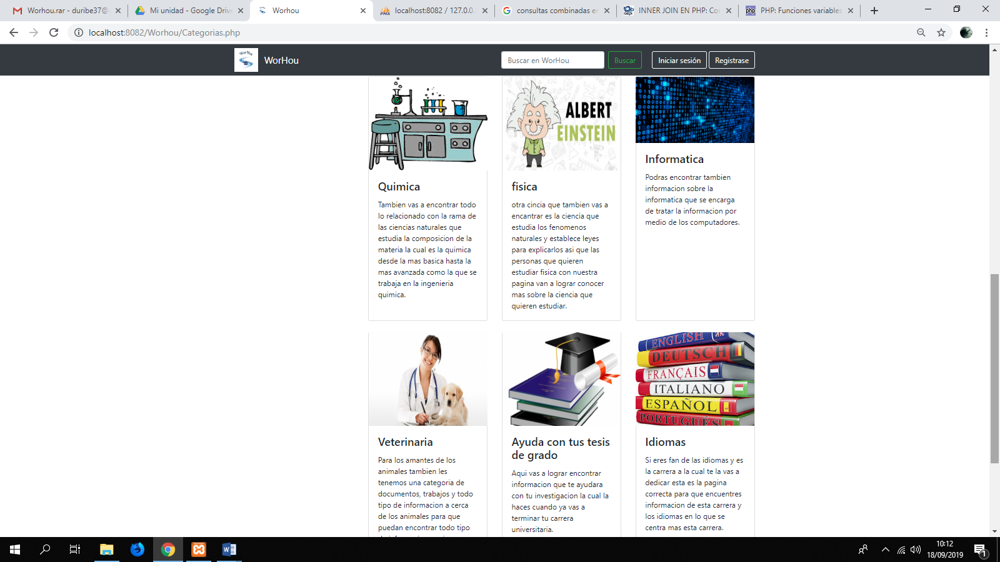 Worhou.rar - duribe37@
Mi unidad - Google Drive
Worhou
localhost:8082 / 127.0.0.1
consultas combinadas en
INNER JOIN EN PHP: Con
PHP: Funciones variables
localhost:8082/Worhou/Categorias.php
WorHou
Buscar en WorHou
Buscar
Iniciar sesión
Registrase
ALBERT
EINSTEIN
Quimica
Tambien vas a encontrar todo
lo relacionado con la rama de
las ciencias naturales que
estudia la composicion de la
materia la cual es la quimica
desde la mas basica hasta la
mas avanzada como la que se
trabaja en la ingenieria
quimica.
fisica
otra cincia que tambien vas a
encantrar es la ciencia que
estudia los fenomenos
naturales y establece leyes
para explicarlos asi que las
personas que quieren
estudiar fisica con nuestra
pagina van a lograr conocer
mas sobre la ciencia que
quieren estudiar.
Informatica
Podras encontrar tambien
informacion sobre la
informatica que se encarga
de tratar la informacion por
medio de los computadores.
ENGLISH
DEUTSCH
FRANÇAIS
ITALIANO
ESPAÑOL
PORTUGUÊS
Veterinaria
Para los amantes de los
animales tambien les
tenemos una categoria de
documentos, trabajos y todo
tipo de informacion a cerca
de los animales para que
puedan encontrar todo tipo
Ayuda con tus tesis
de grado
Aqui vas a lograr encontrar
informacion que te ayudara
con tu investigacion la cual la
haces cuando ya vas a
terminar tu carrera
universitaria.
Idiomas
Si eres fan de las idiomas y es
la carrera a la cual te la vas a
dedicar esta es la pagina
correcta para que encuentres
informacion de esta carrera y
los idiomas en lo que se
centra mas esta carrera.
10:12
18/09/2019
1